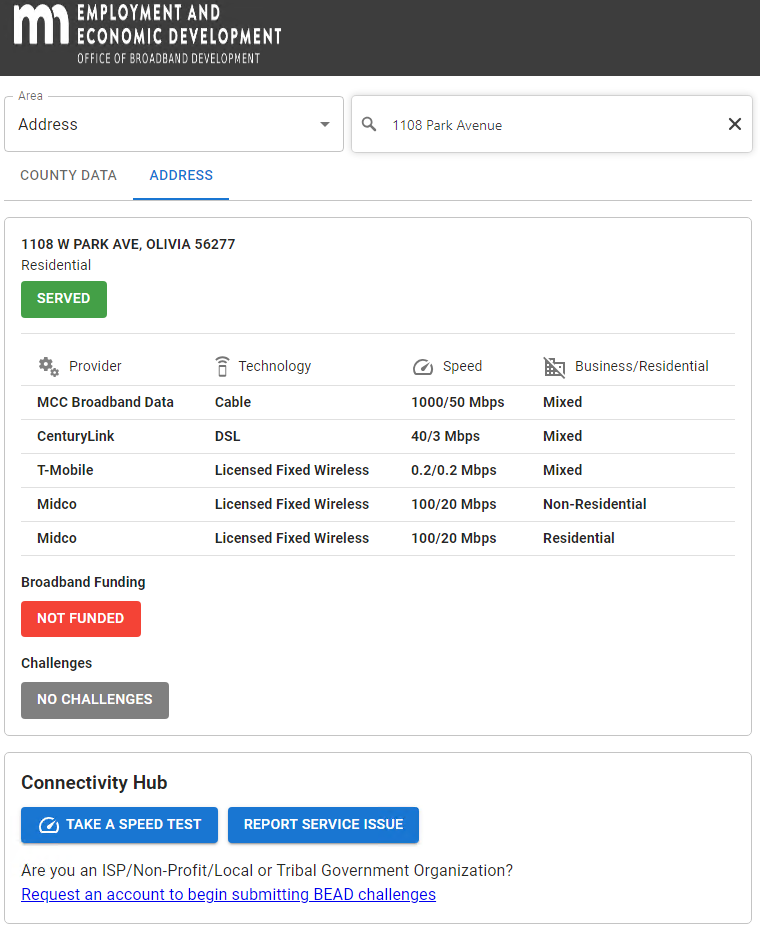 EMPLOYMENT AND
ECONOMIC DEVELOPMENT
OFFICE OF BROADBAND DEVELOPMENT
Area
Address
1108 Park Avenue
COUNTY DATA ADDRESS
1108 W PARK AVE, OLIVIA 56277
Residential
SERVED
Provider Technology Speed Business/Residential
MCC Broadband Data Cable 1000/50 Mbps Mixed
CenturyLink DSL 40/3 Mbps Mixed
T-Mobile Licensed Fixed Wireless 0.2/0.2 Mbps Mixed
Midco Licensed Fixed Wireless 100/20 Mbps Non-Residential
Midco Licensed Fixed Wireless 100/20 Mbps Residential
Broadband Funding
NOT FUNDED
Challenges
NO CHALLENGES
Connectivity Hub
TAKE A SPEED TEST REPORT SERVICE ISSUE
Are you an ISP/Non-Profit/Local or Tribal Government Organization?
Request an account to begin submitting BEAD challenges